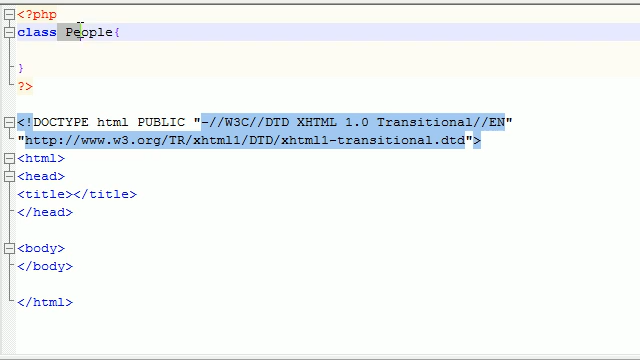 <?php
class People{
}
?>
<!DOCTYPE html PUBLIC "-//W3C//DTD XHTML 1.0 Transitional//EN"
"http://www.w3.org/TR/xhtml1/DTD/xhtml1-transitional.dtd">
<html>
<head>
<title></title>
</head>
<body>
</body>
</html>